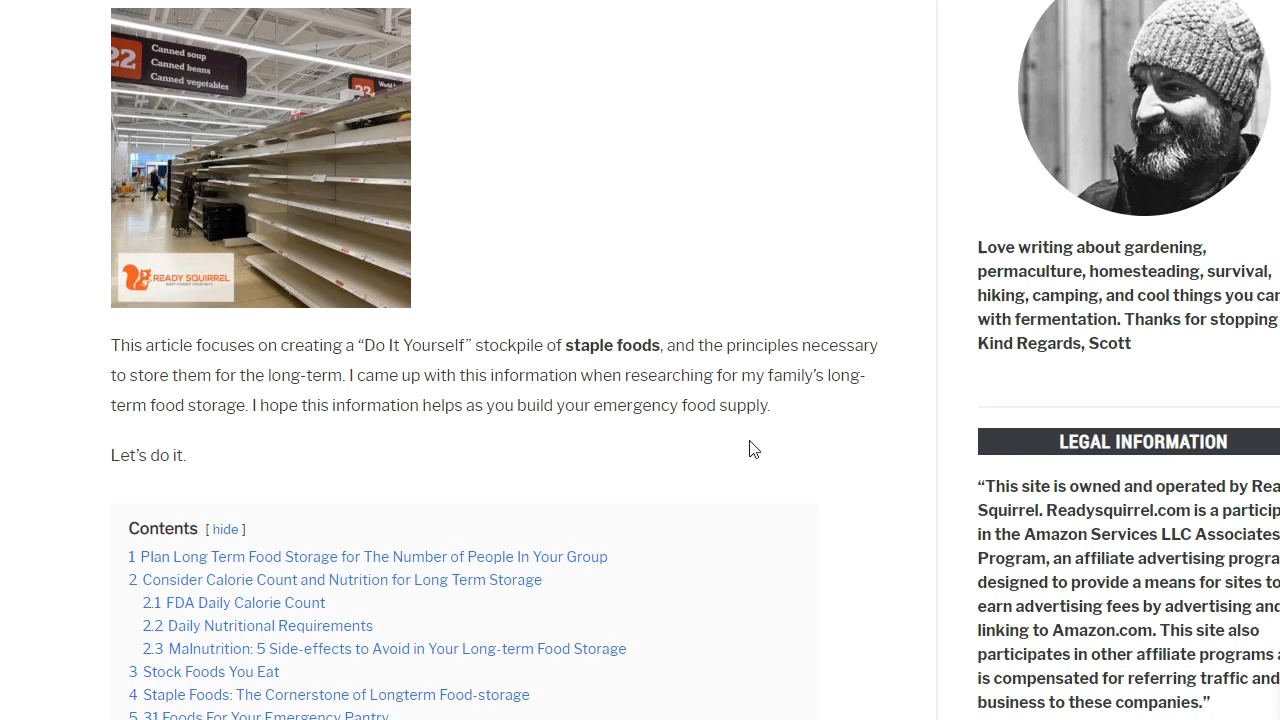 22
Canned soup
Canned beans
Canned vegetables
READY SQUIRREL
This article focuses on creating a “Do It Yourself” stockpile of staple foods, and the principles necessary
to store them for the long-term. I came up with this information when researching for my family’s long-
term food storage. I hope this information helps as you build your emergency food supply.
Let’s do it.
Contents [ hide ]
1 Plan Long Term Food Storage for The Number of People In Your Group
2 Consider Calorie Count and Nutrition for Long Term Storage
2.1 FDA Daily Calorie Count
2.2 Daily Nutritional Requirements
2.3 Malnutrition: 5 Side-effects to Avoid in Your Long-term Food Storage
3 Stock Foods You Eat
4 Staple Foods: The Cornerstone of Longterm Food-storage
5 31 Foods For Your Emergency Pantry
Love writing about gardening,
permaculture, homesteading, survival,
hiking, camping, and cool things you can
with fermentation. Thanks for stopping
Kind Regards, Scott
LEGAL INFORMATION
“This site is owned and operated by Rea
Squirrel. Readysquirrel.com is a particip
in the Amazon Services LLC Associates
Program, an affiliate advertising progra
designed to provide a means for sites to
earn advertising fees by advertising and
linking to Amazon.com. This site also
participates in other affiliate programs a
is compensated for referring traffic and
business to these companies.”